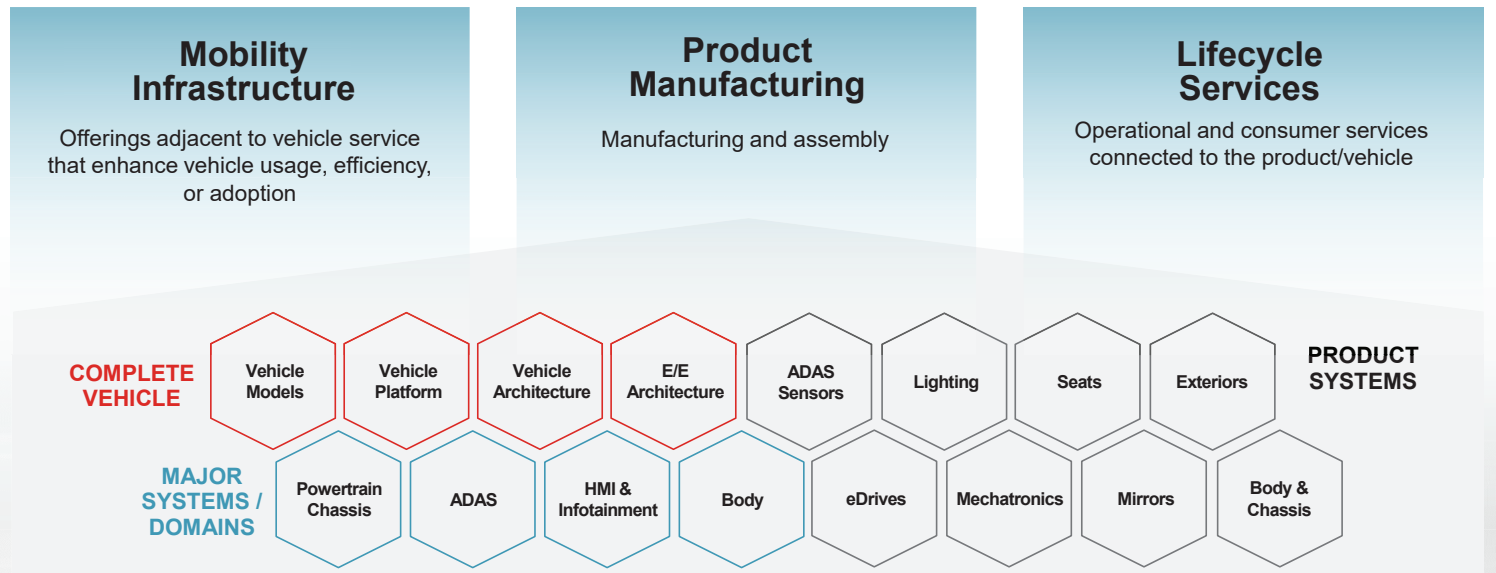 Mobility
Infrastructure
Offerings adjacent to vehicle service
that enhance vehicle usage, efficiency,
or adoption
Product
Manufacturing
Manufacturing and assembly
Lifecycle
Services
Operational and consumer services
connected to the product/vehicle
COMPLETE
VEHICLE
Vehicle
Models
Vehicle
Platform
Vehicle
Architecture
E/E
Architecture
ADAS
Sensors
Lighting
Seats
Exteriors
PRODUCT
SYSTEMS
MAJOR
SYSTEMS /
DOMAINS
Powertrain
Chassis
ADAS
HMI &
Infotainment
Body
eDrives
Mechatronics
Mirrors
Body &
Chassis